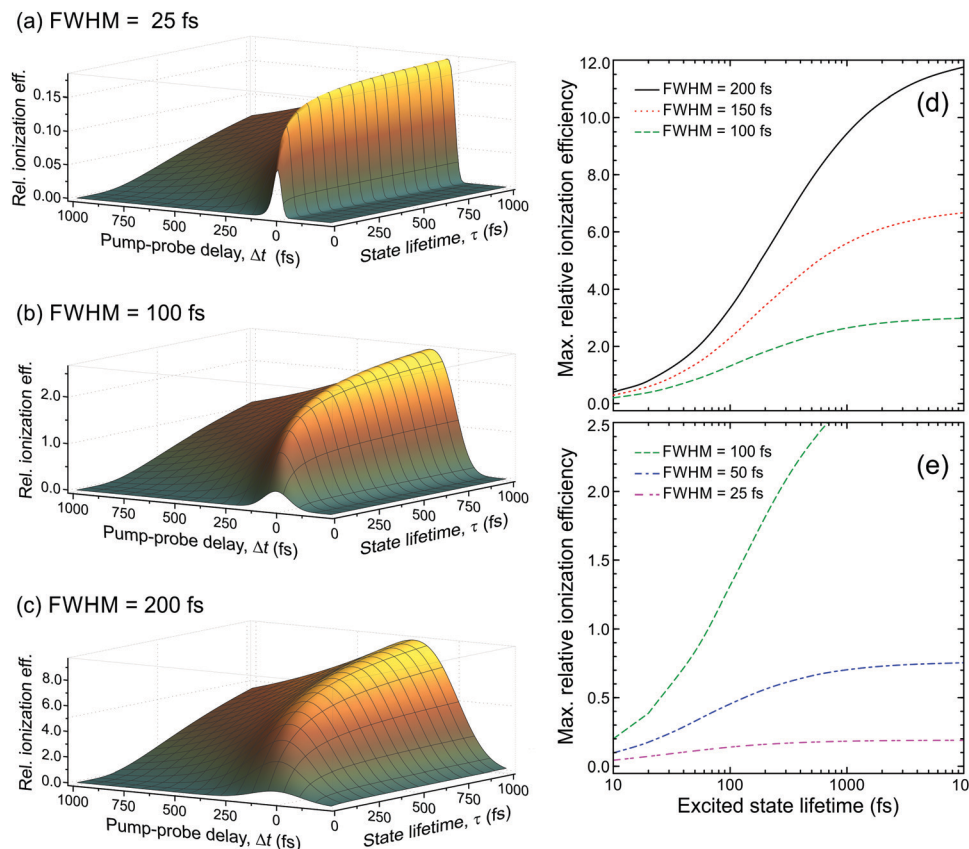 (a) FWHM = 25 fs
Rel. ionization eff.
0.15
0.10
0.05
0.00
1000
750
500
250
0
Pump-probe delay, Δt (fs)
0
250
500
750
1000
State lifetime, τ (fs)
(b) FWHM = 100 fs
Rel. ionization eff.
2.0
1.0
0.0
1000
750
500
250
0
Pump-probe delay, Δt (fs)
0
250
500
750
1000
State lifetime, τ (fs)
(c) FWHM = 200 fs
Rel. ionization eff.
8.0
6.0
4.0
2.0
0.0
1000
750
500
250
0
Pump-probe delay, Δt (fs)
0
250
500
750
1000
State lifetime, τ (fs)
(d)
FWHM = 200 fs
FWHM = 150 fs
FWHM = 100 fs
Max. relative ionization efficiency
12.0
10.0
8.0
6.0
4.0
2.0
0.0
(e)
FWHM = 100 fs
FWHM = 50 fs
FWHM = 25 fs
Maximum relative ionization efficiency
2.5
2.0
1.5
1.0
0.5
0.0
10
100
1000
10
Excited state lifetime (fs)